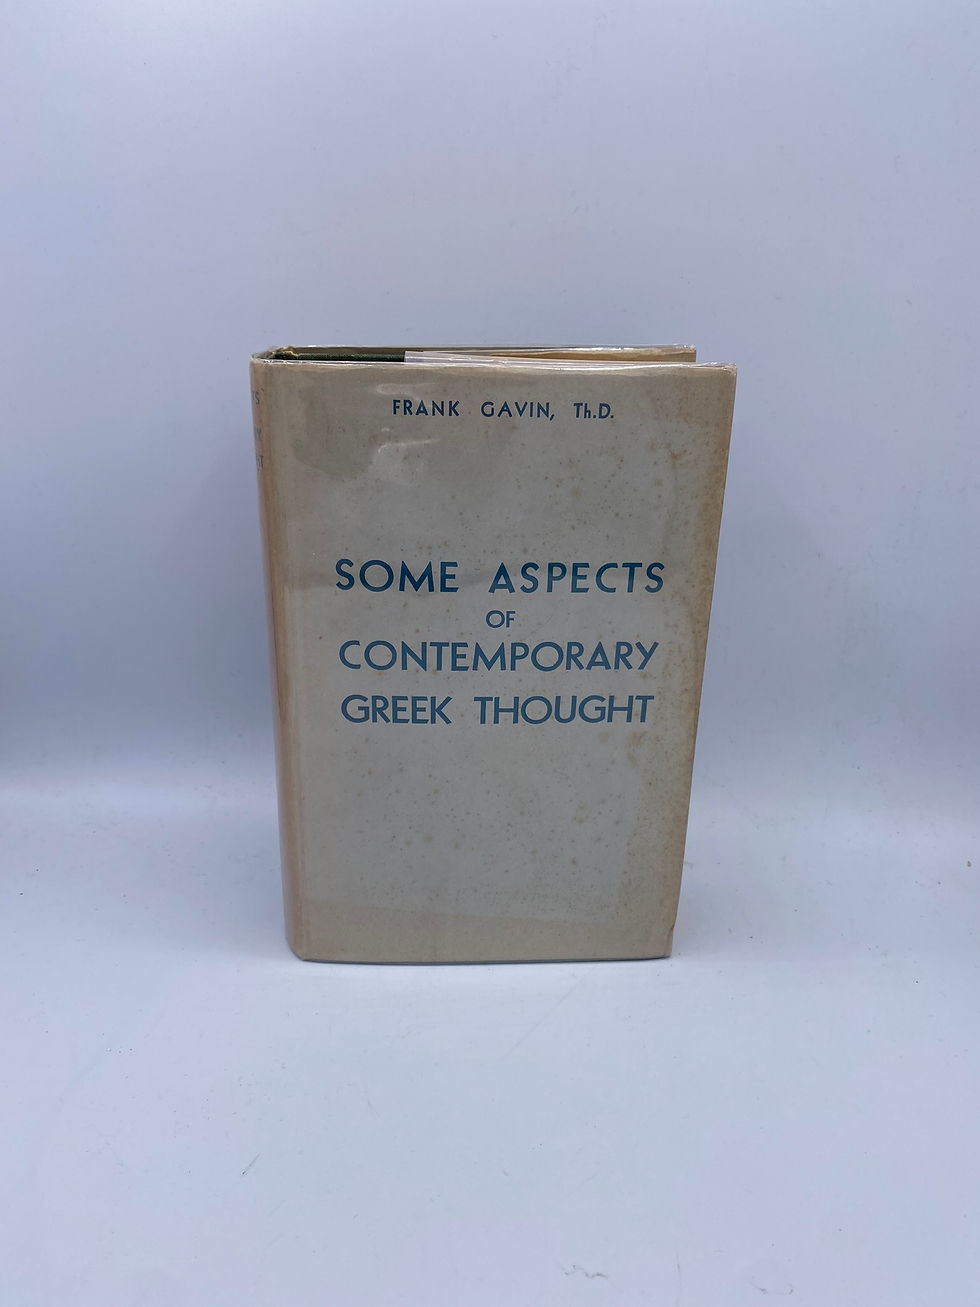 FRANK GAVIN, Th.D.
SOME ASPECTS
OF
CONTEMPORARY
GREEK THOUGHT